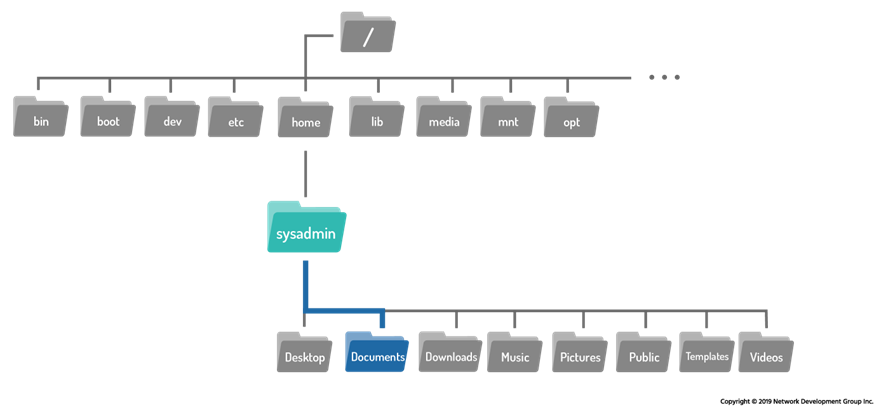 /
bin boot dev etc home lib media mnt opt
sysadmin
Desktop Documents Downloads Music Pictures Public Templates Videos
Copyright © 2019 Network Development Group Inc.